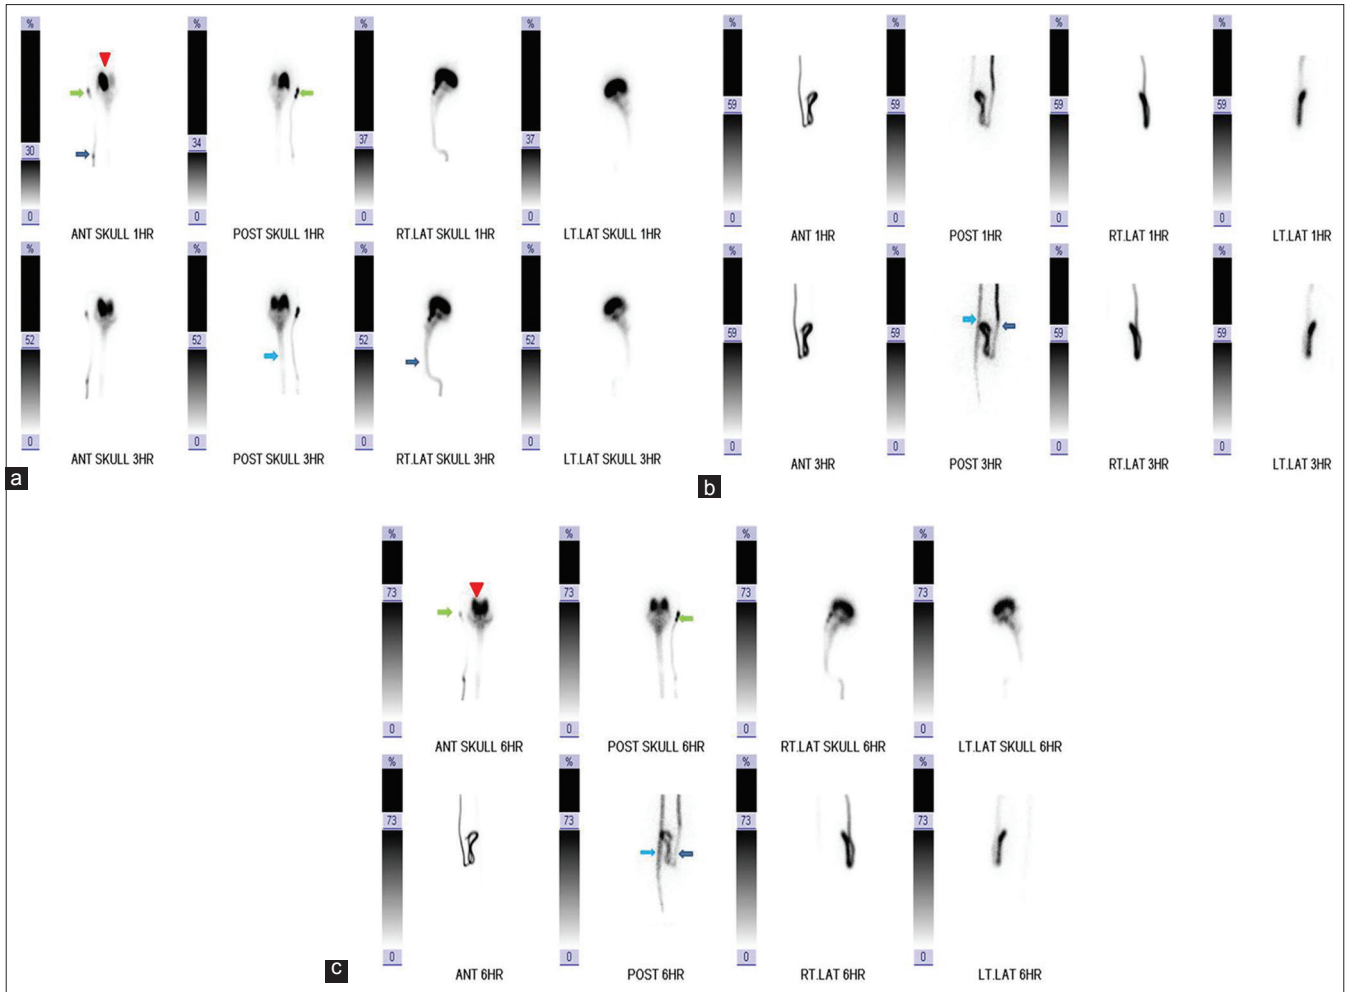 % % % %
30 34 37 37
0 0 0 0
ANT SKULL 1HR POST SKULL 1HR RT.LAT SKULL 1HR LT.LAT SKULL 1HR
% % % %
52 52 52 52
0 0 0 0
ANT SKULL 3HR POST SKULL 3HR RT.LAT SKULL 3HR LT.LAT SKULL 3HR
a
% % % %
59 59 59 59
0 0 0 0
ANT 1HR POST 1HR RT.LAT 1HR LT.LAT 1HR
% % % %
59 59 59 59
0 0 0 0
ANT 3HR POST 3HR RT.LAT 3HR LT.LAT 3HR
b
% % % %
73 73 73 73
0 0 0 0
ANT SKULL 6HR POST SKULL 6HR RT.LAT SKULL 6HR LT.LAT SKULL 6HR
% % % %
73 73 73 73
0 0 0 0
ANT 6HR POST 6HR RT.LAT 6HR LT.LAT 6HR
c